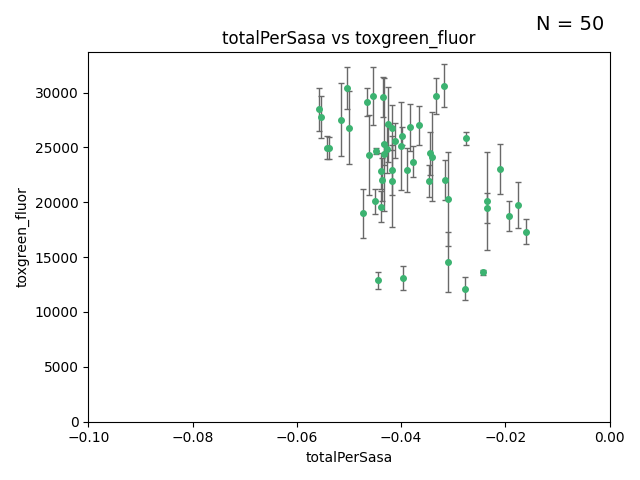 N = 50
totalPerSasa vs toxgreen_fluor
toxgreen_fluor
30000
25000
20000
15000
10000
5000
0
−0.10 −0.08 −0.06 −0.04 −0.02 0.00
totalPerSasa